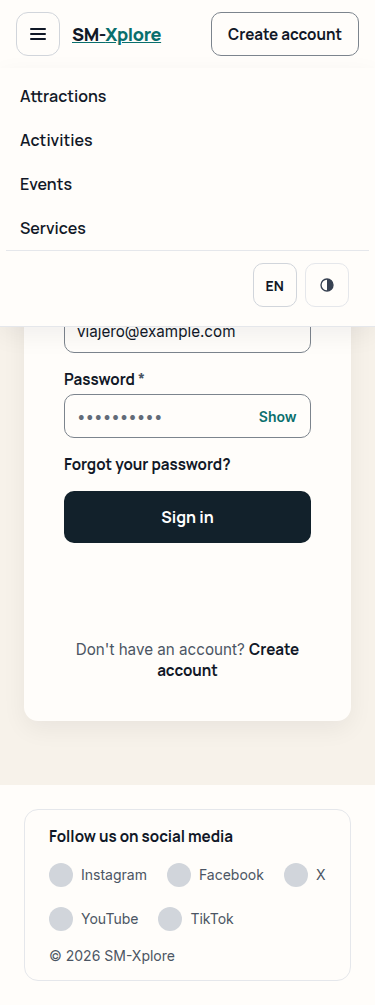 SM-Xplore
Create account
Attractions
Activities
Events
Services
EN
viajero@example.com
Password *
Show
Forgot your password?
Sign in
Don't have an account? Create
account
Follow us on social media
Instagram
Facebook
X
YouTube
TikTok
© 2026 SM-Xplore